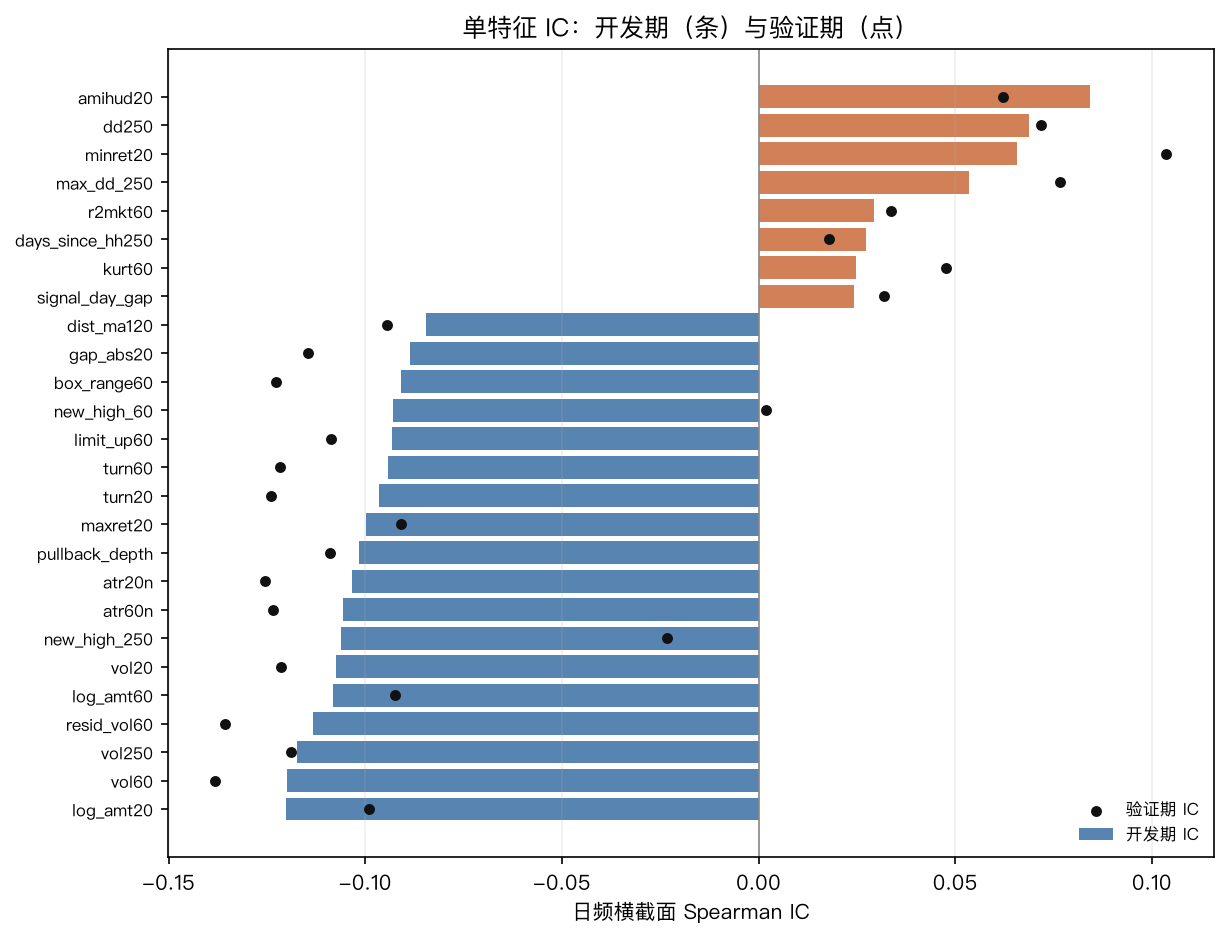 单特征 IC：开发期（条）与验证期（点）
amihud20
dd250
minret20
max_dd_250
r2mkt60
days_since_hh250
kurt60
signal_day_gap
dist_ma120
gap_abs20
box_range60
new_high_60
limit_up60
turn60
turn20
maxret20
pullback_depth
atr20n
atr60n
new_high_250
vol20
log_amt60
resid_vol60
vol250
vol60
log_amt20
验证期 IC
开发期 IC
−0.15 −0.10 −0.05 0.00 0.05 0.10
日频横截面 Spearman IC